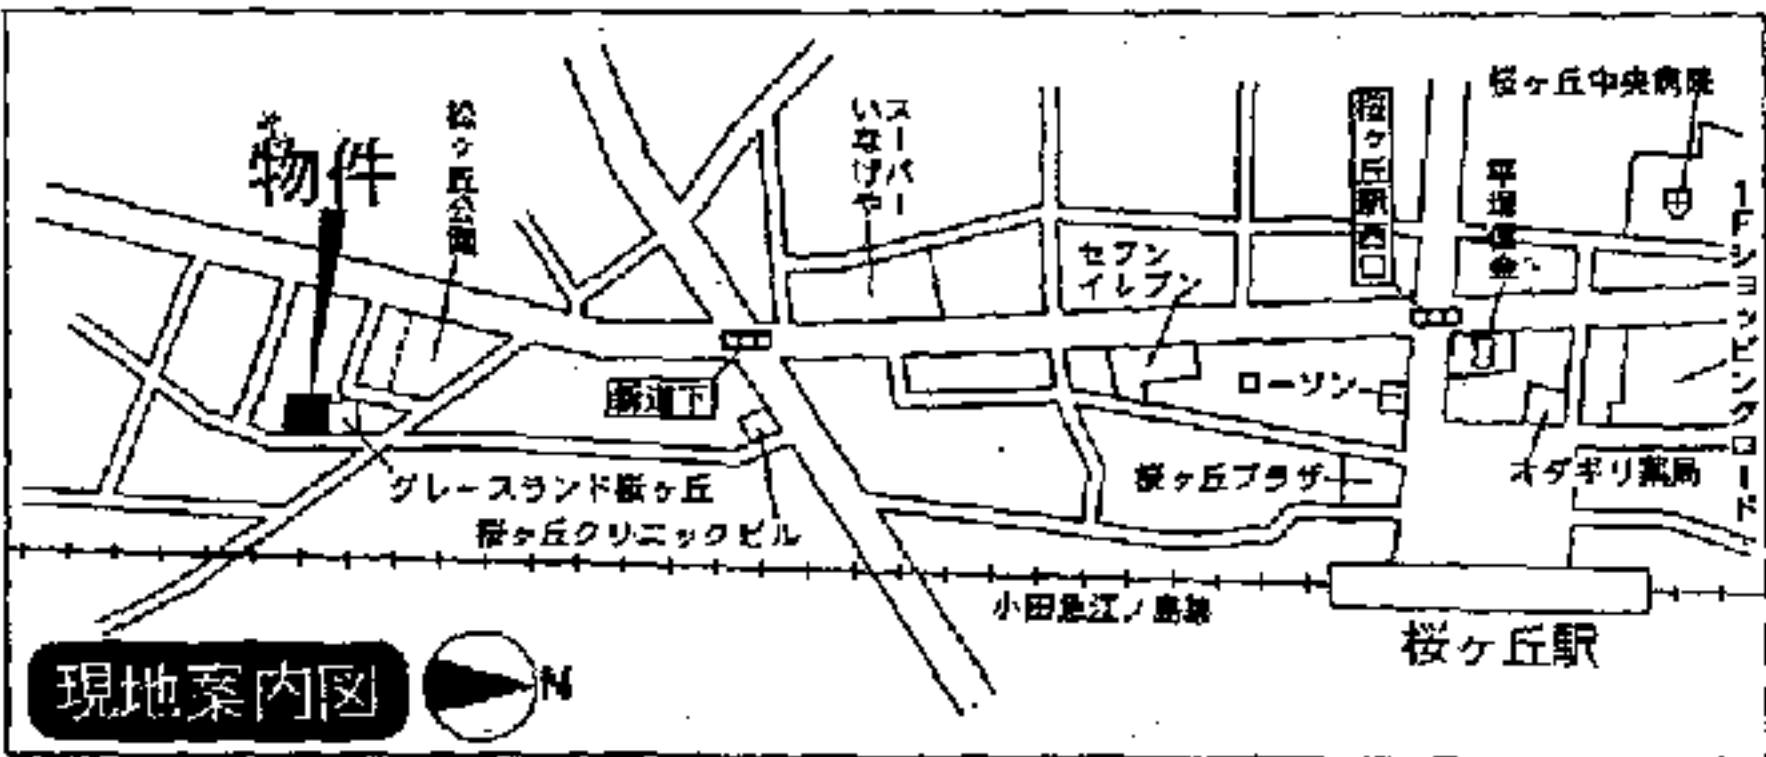 物件
松ヶ丘公園
スーパー
いなげや
セブン
イレブン
桜ヶ丘駅西口
平塚信金
桜ヶ丘中央病院
1Fショッピングロード
ローソン
オダギリ薬局
桜ヶ丘プラザ
グレースランド桜ヶ丘
桜ヶ丘クリニックビル
小田急江ノ島線
桜ヶ丘駅
現地案内図
N